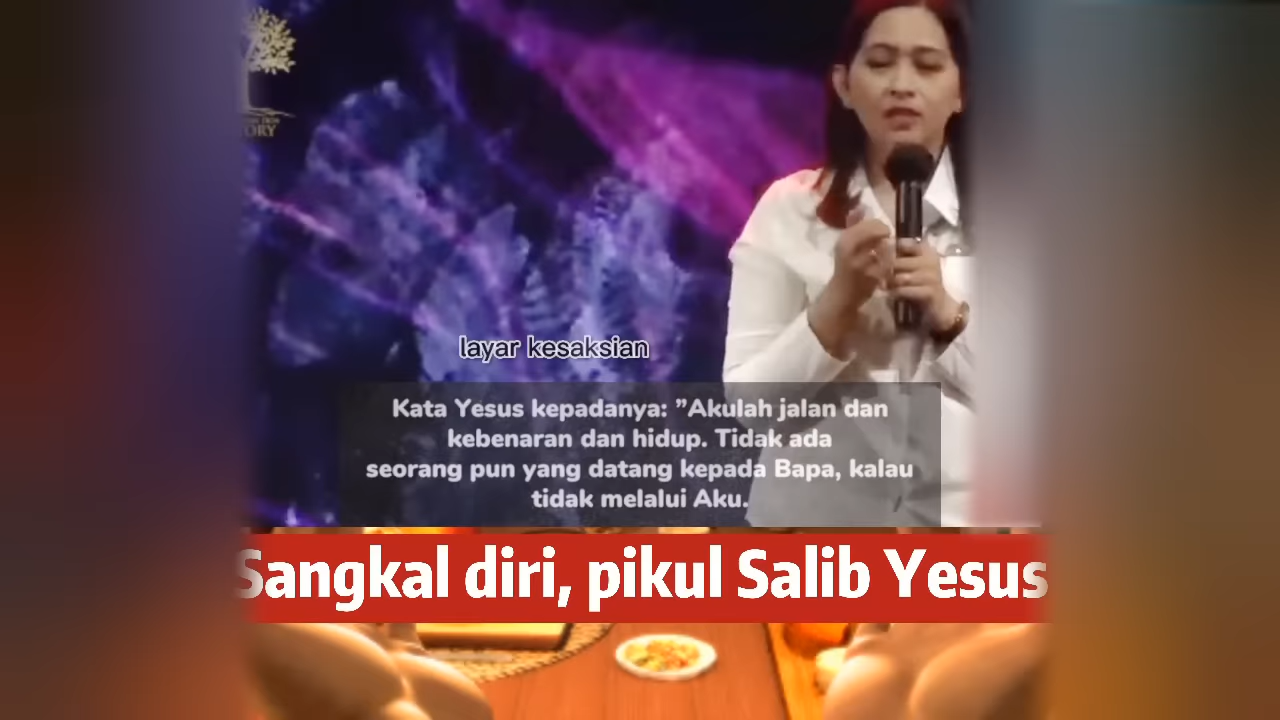 ORY
layar kesaksian
Kata Yesus kepadanya: ”Akulah jalan dan
kebenaran dan hidup. Tidak ada
seorang pun yang datang kepada Bapa, kalau
tidak melalui Aku.
Sangkal diri, pikul Salib Yesus